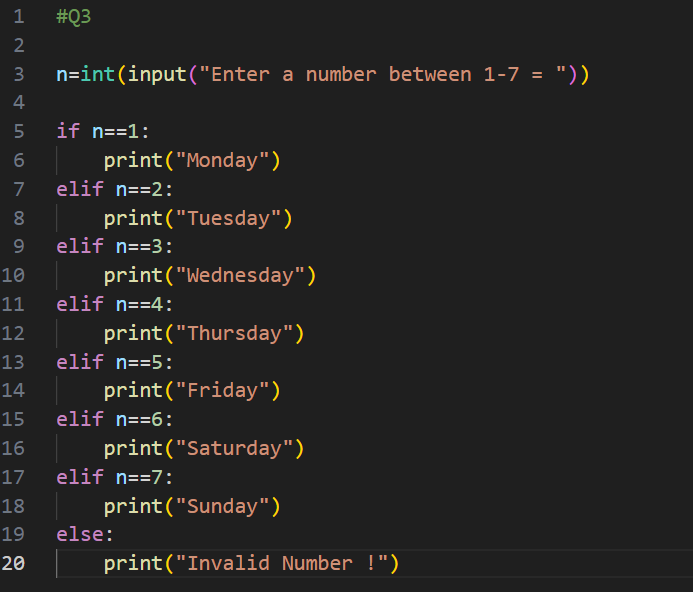 1 #Q3
2
3 n=int(input("Enter a number between 1-7 = "))
4
5 if n==1:
6     print("Monday")
7 elif n==2:
8     print("Tuesday")
9 elif n==3:
10     print("Wednesday")
11 elif n==4:
12     print("Thursday")
13 elif n==5:
14     print("Friday")
15 elif n==6:
16     print("Saturday")
17 elif n==7:
18     print("Sunday")
19 else:
20     print("Invalid Number !")